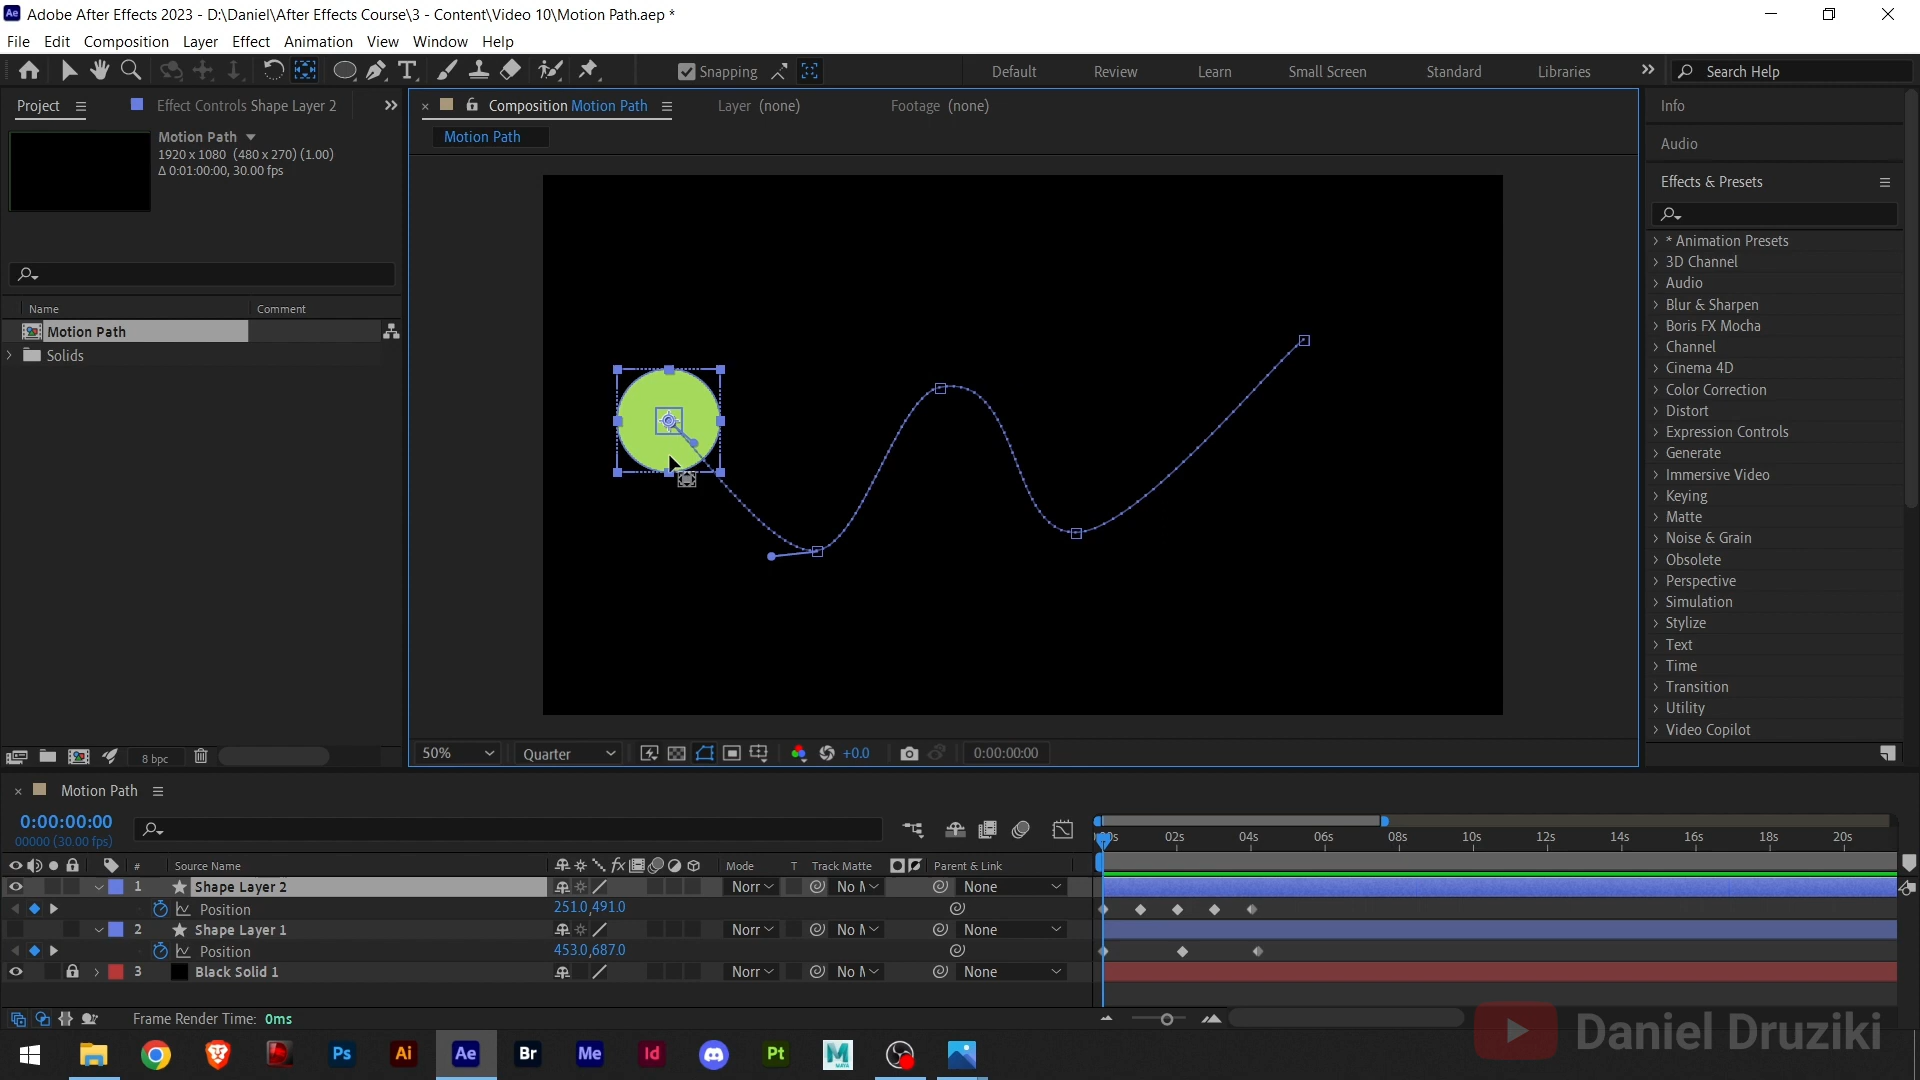 Adobe After Effects 2023 - D:\Daniel\After Effects Course\3 - Content\Video 10\Motion Path.aep *
File Edit Composition Layer Effect Animation View Window Help
Snapping
Default Review Learn Small Screen Standard Libraries
Search Help
Project
Effect Controls Shape Layer 2
Composition Motion Path
Layer (none)
Footage (none)
Motion Path
Motion Path
1920 x 1080 (480 x 270) (1.00)
Δ 0:01:00:00, 30.00 fps
Name Comment
Motion Path
Solids
8 bpc
50%
Quarter
+0.0
0:00:00:00
Info
Audio
Effects & Presets
* Animation Presets
3D Channel
Audio
Blur & Sharpen
Boris FX Mocha
Channel
Cinema 4D
Color Correction
Distort
Expression Controls
Generate
Immersive Video
Keying
Matte
Noise & Grain
Obsolete
Perspective
Simulation
Stylize
Text
Time
Transition
Utility
Video Copilot
Motion Path
0:00:00:00
00000 (30.00 fps)
02s 04s 06s 08s 10s 12s 14s 16s 18s 20s
# Source Name fx Mode T Track Matte Parent & Link
1 Shape Layer 2 Norr No None
Position 251.0,491.0
2 Shape Layer 1 Norr No None
Position 453.0,687.0
3 Black Solid 1 Norr No None
Frame Render Time: 0ms
Ps Ai Ae Br Me Id Pt M
Daniel Druziki